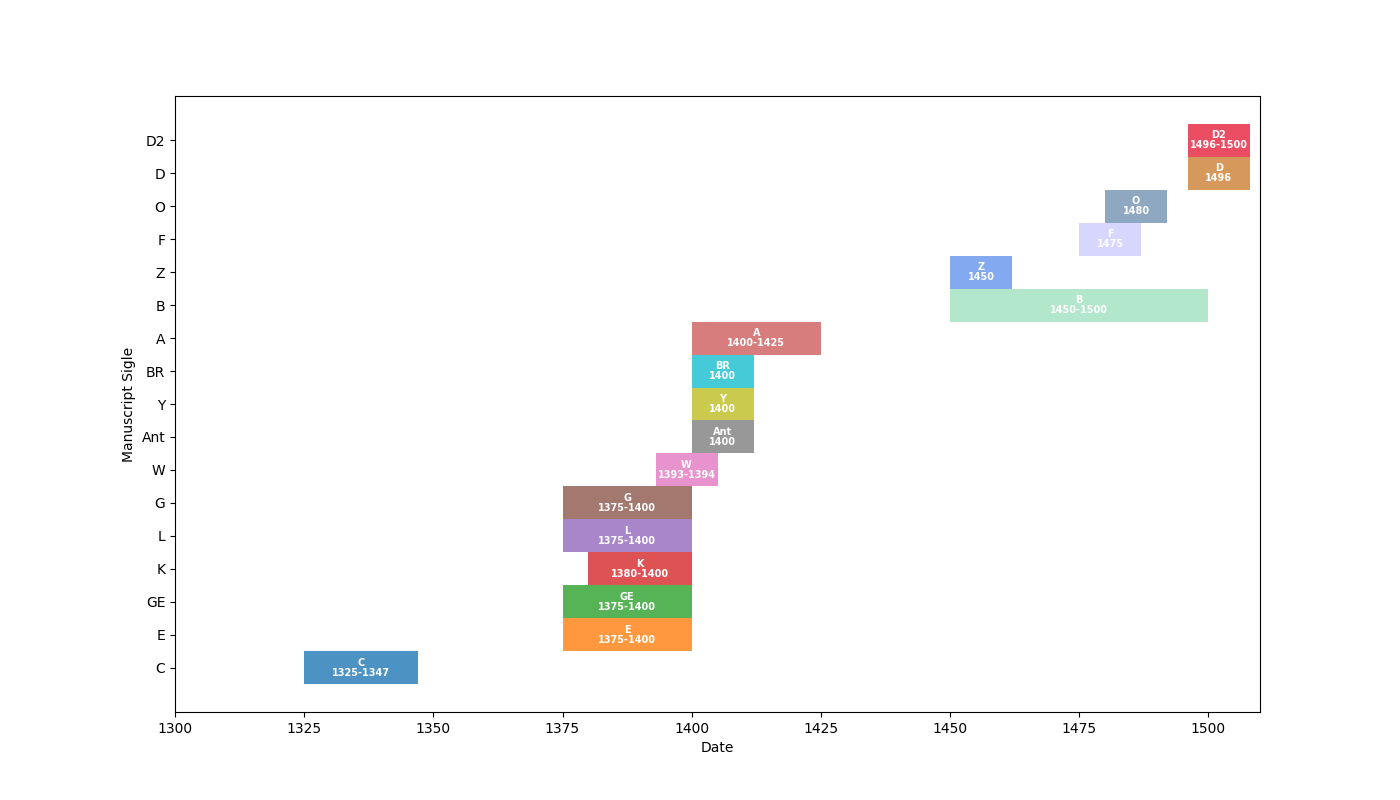 D2
D2
1496-1500
D
D
1496
O
O
1480
F
F
1475
Z
Z
1450
B
B
1450-1500
A
A
1400-1425
BR
BR
1400
Y
Y
1400
Ant
Ant
1400
W
W
1393-1394
G
G
1375-1400
L
L
1375-1400
K
K
1380-1400
GE
GE
1375-1400
E
E
1375-1400
C
C
1325-1347
Manuscript Sigle
1300 1325 1350 1375 1400 1425 1450 1475 1500
Date